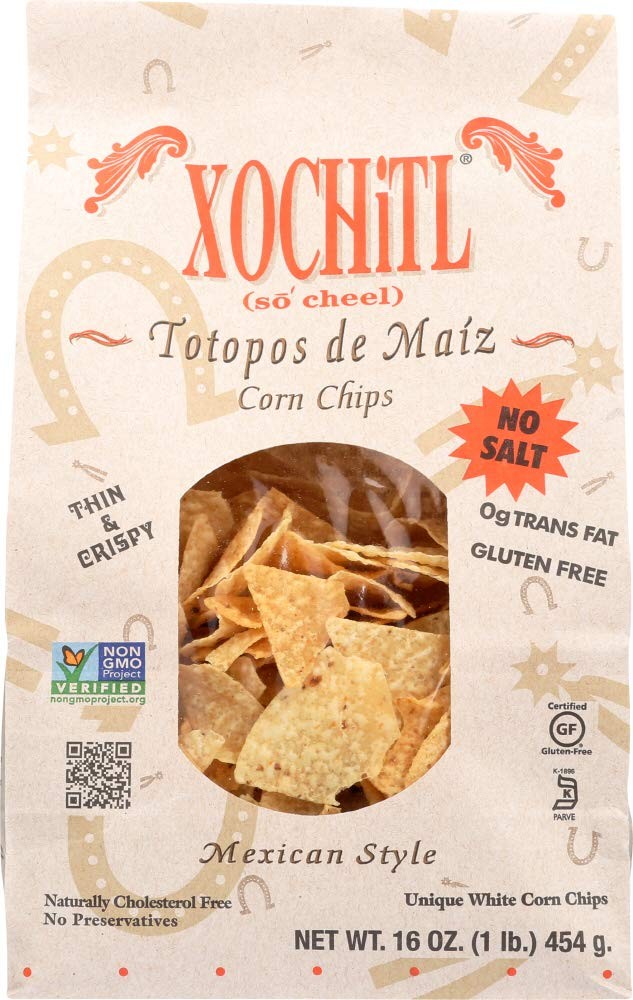 XOCHiTL®
(sō' cheel)
Totopos de Maíz
Corn Chips
NO
SALT
THIN
&
CRISPY
0g TRANS FAT
GLUTEN FREE
NON
GMO
Project
VERIFIED
nongmoproject.org
Certified
GF
Gluten-Free
K-1696
K
PARVE
Mexican Style
Naturally Cholesterol Free
No Preservatives
Unique White Corn Chips
NET WT. 16 OZ. (1 lb.) 454 g.